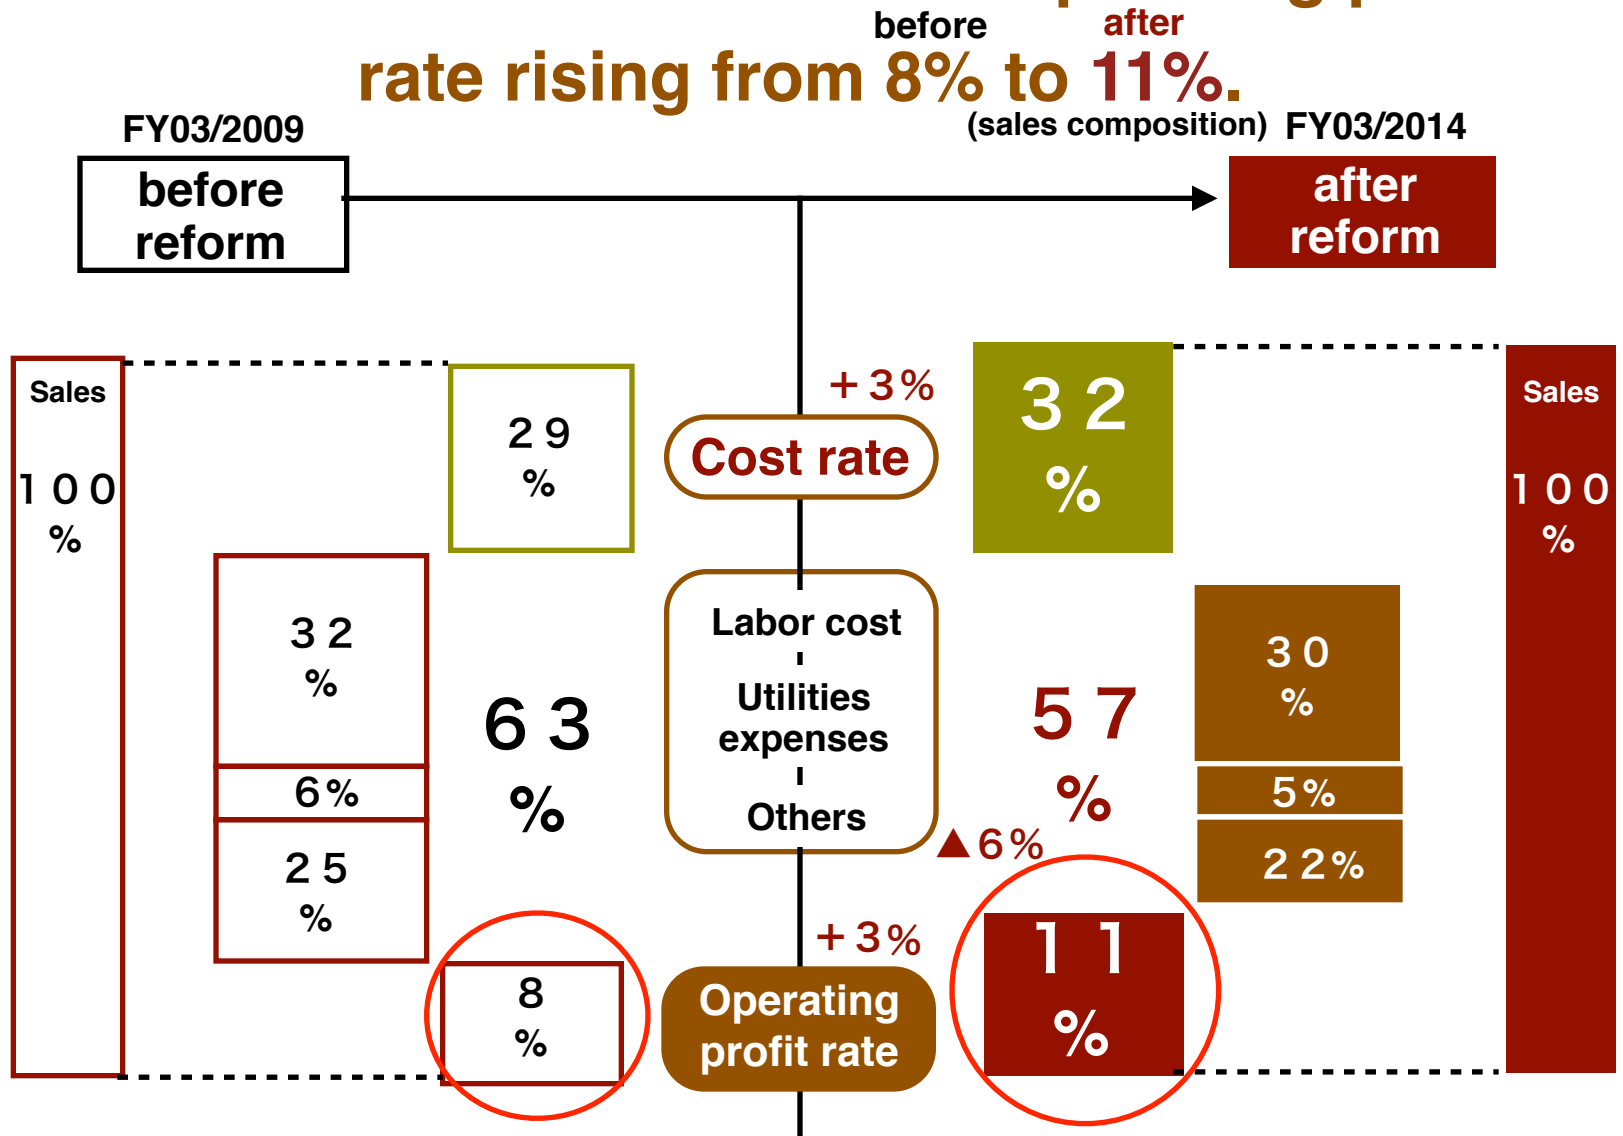 before after
rate rising from 8% to 11%.
(sales composition)
FY03/2009
FY03/2014
before
reform
after
reform
Sales
100
%
29
%
+3%
Cost rate
32
%
Sales
100
%
32
%
6%
25
%
63
%
Labor cost
Utilities
expenses
Others
57
%
▲6%
30
%
5%
22%
8
%
+3%
Operating
profit rate
11
%